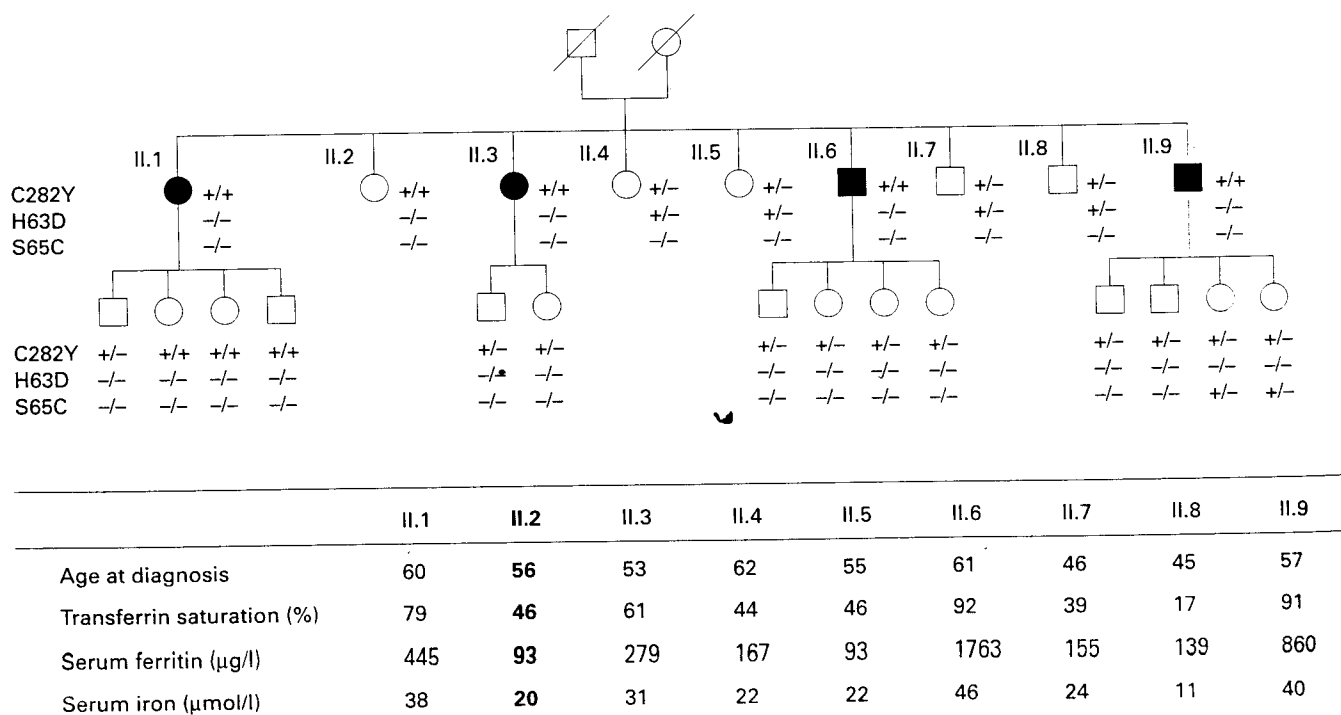 II.1 II.2 II.3 II.4 II.5 II.6 II.7 II.8 II.9
C282Y +/+ +/+ +/+ +/– +/– +/+ +/– +/– +/+
H63D –/– –/– –/– +/– +/– –/– +/– +/– –/–
S65C –/– –/– –/– –/– –/– –/– –/– –/– –/–
C282Y +/– +/+ +/+ +/+ +/– +/– +/– +/– +/– +/– +/– +/– +/– +/–
H63D –/– –/– –/– –/– –/– –/– –/– –/– –/– –/– –/– –/– –/– –/–
S65C –/– –/– –/– –/– –/– –/– –/– –/– –/– –/– –/– –/– +/– +/–
II.1 II.2 II.3 II.4 II.5 II.6 II.7 II.8 II.9
Age at diagnosis 60 56 53 62 55 61 46 45 57
Transferrin saturation (%) 79 46 61 44 46 92 39 17 91
Serum ferritin (μg/l) 445 93 279 167 93 1763 155 139 860
Serum iron (μmol/l) 38 20 31 22 22 46 24 11 40